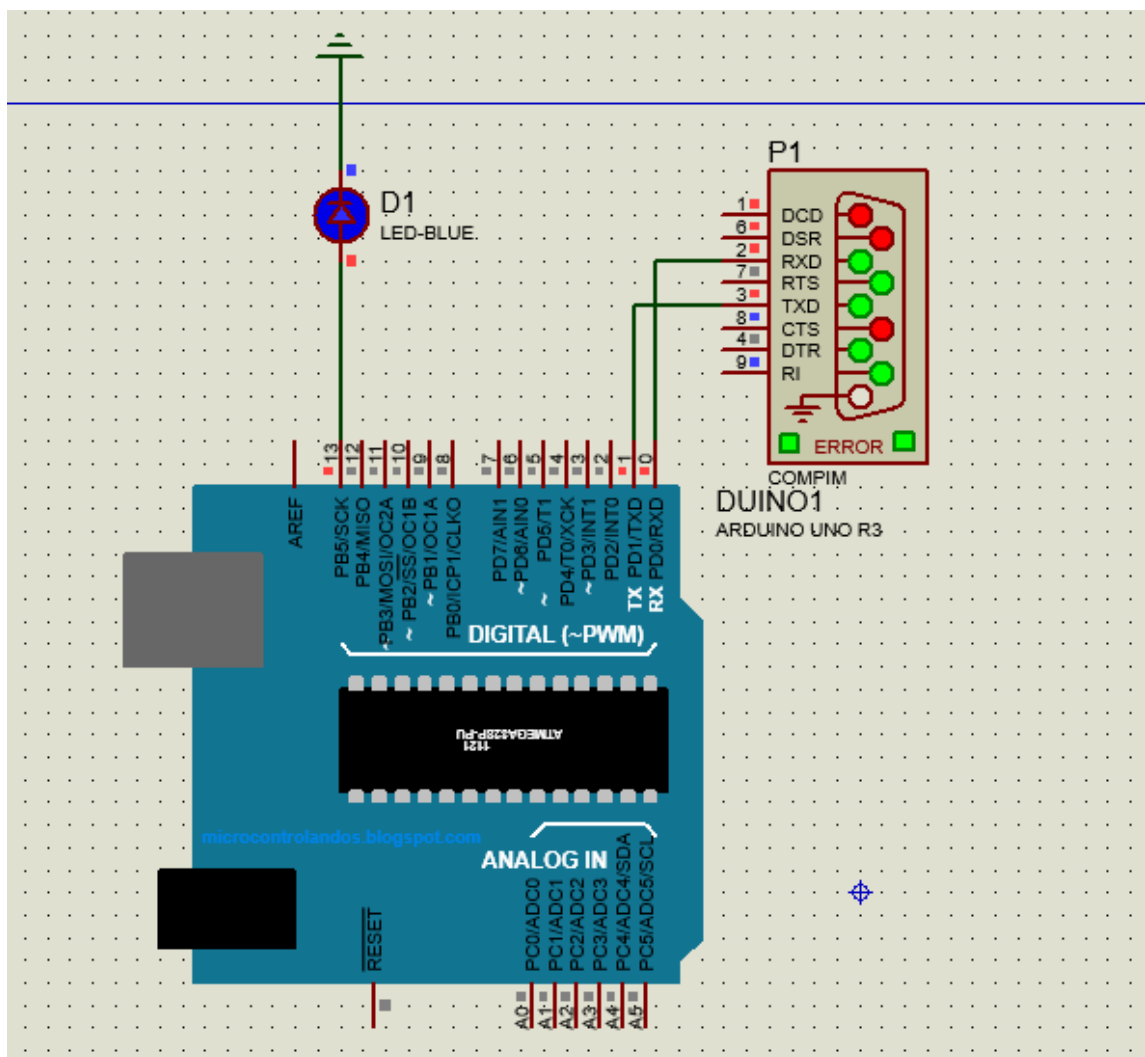 D1
LED-BLUE
P1
1 DCD
6 DSR
2 RXD
7 RTS
3 TXD
8 CTS
4 DTR
9 RI
ERROR
COMPIM
DUINO1
ARDUINO UNO R3
AREF
13 PB5/SCK
12 PB4/MISO
11 ~PB3/MOSI/OC2A
10 ~PB2/SS/OC1B
9 ~PB1/OC1A
8 PB0/ICP1/CLKO
7 PD7/AIN1
6 ~PD6/AIN0
5 ~PD5/T1
4 PD4/T0/XCK
3 ~PD3/INT1
2 PD2/INT0
1 PD1/TXD TX
0 PD0/RXD RX
DIGITAL (~PWM)
1121
ATMEGA328P-PU
microcontrolandos.blogspot.com
ANALOG IN
RESET
A0 PC0/ADC0
A1 PC1/ADC1
A2 PC2/ADC2
A3 PC3/ADC3
A4 PC4/ADC4/SDA
A5 PC5/ADC5/SCL